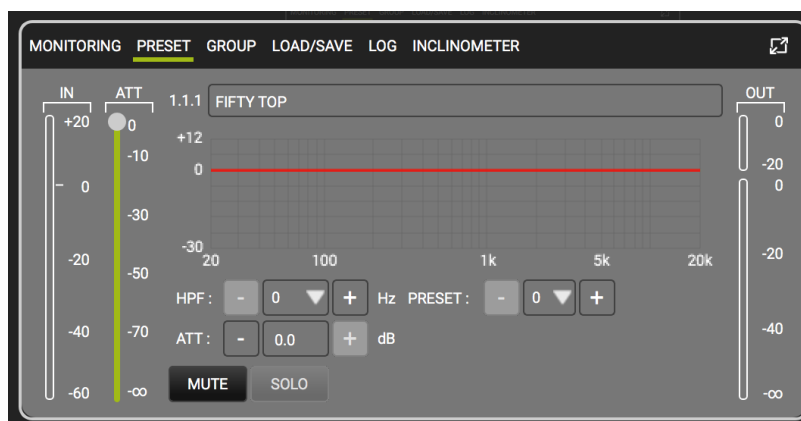 MONITORING PRESET GROUP LOAD/SAVE LOG INCLINOMETER
IN ATT 1.1.1 FIFTY TOP OUT
+20 0 +12 0
-10 0 -20
0 0
-30 -30
-20 20 100 1k 5k 20k -20
-50
HPF : - 0 + Hz PRESET : - 0 +
-40 -70 ATT : - 0.0 + dB -40
-60 -∞ MUTE SOLO -∞